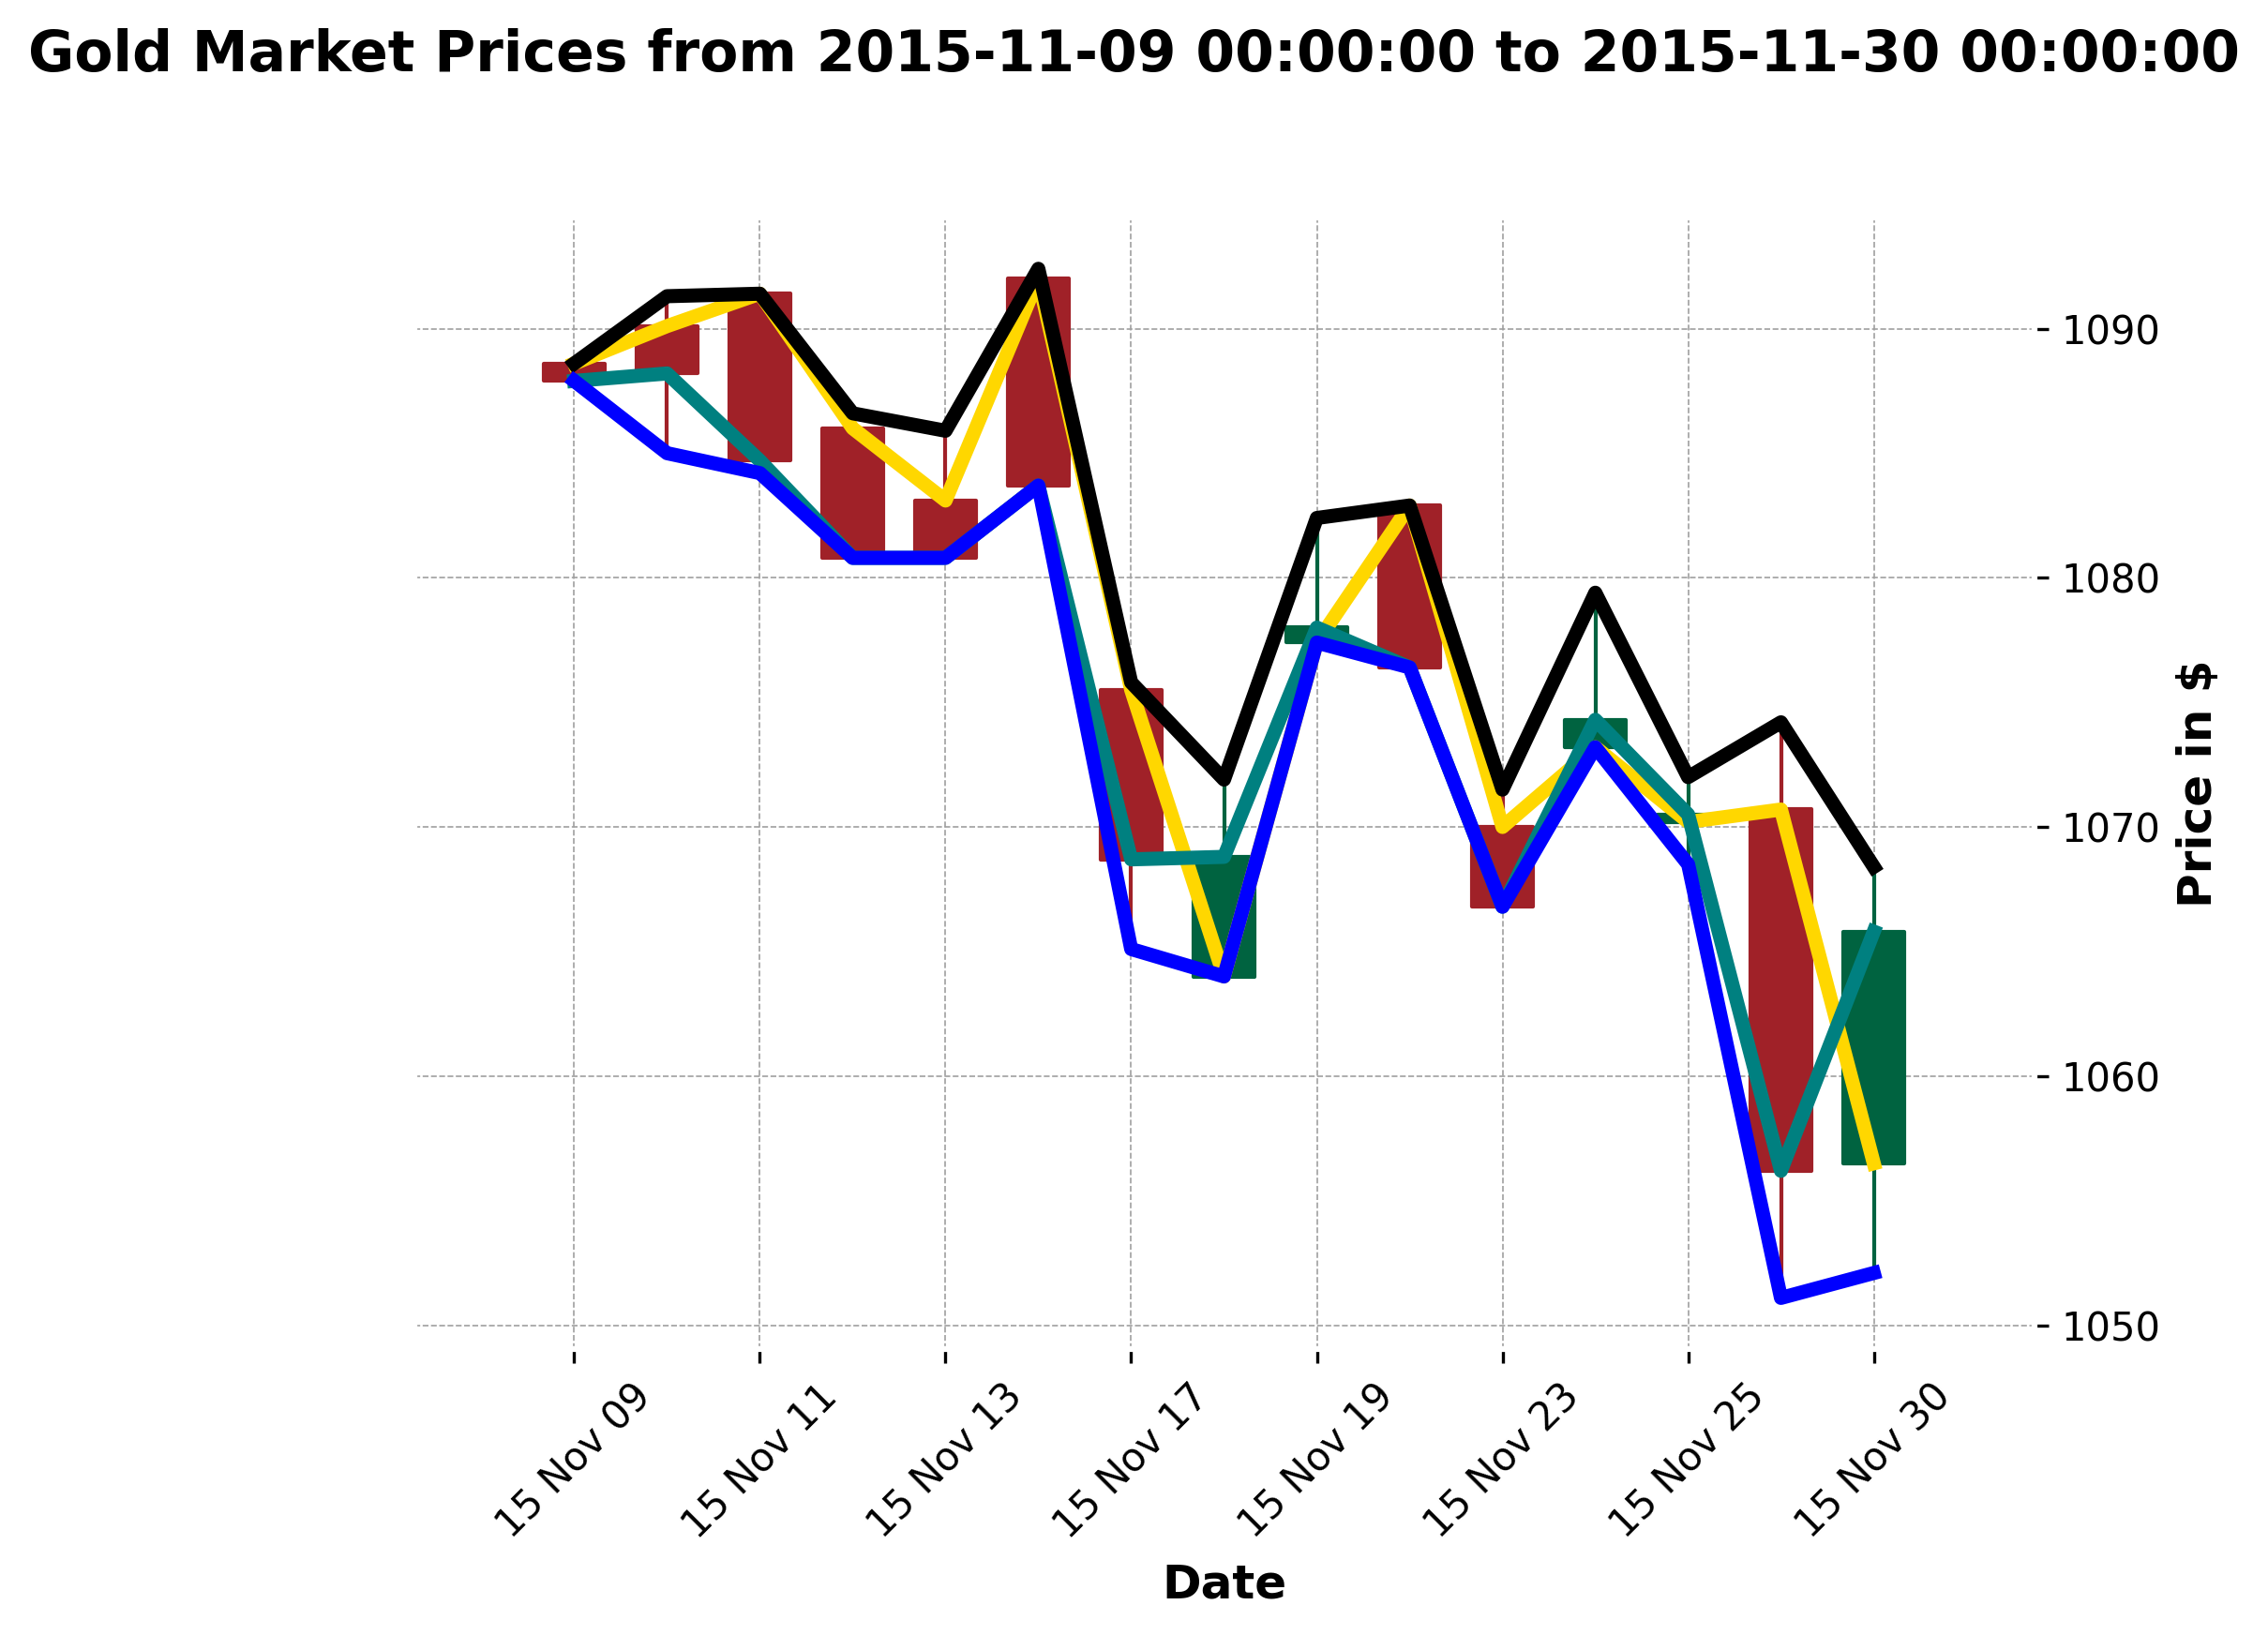 Gold Market Prices from 2015-11-09 00:00:00 to 2015-11-30 00:00:00
1090
1080
1070
1060
1050
Price in $
15 Nov 09
15 Nov 11
15 Nov 13
15 Nov 17
15 Nov 19
15 Nov 23
15 Nov 25
15 Nov 30
Date